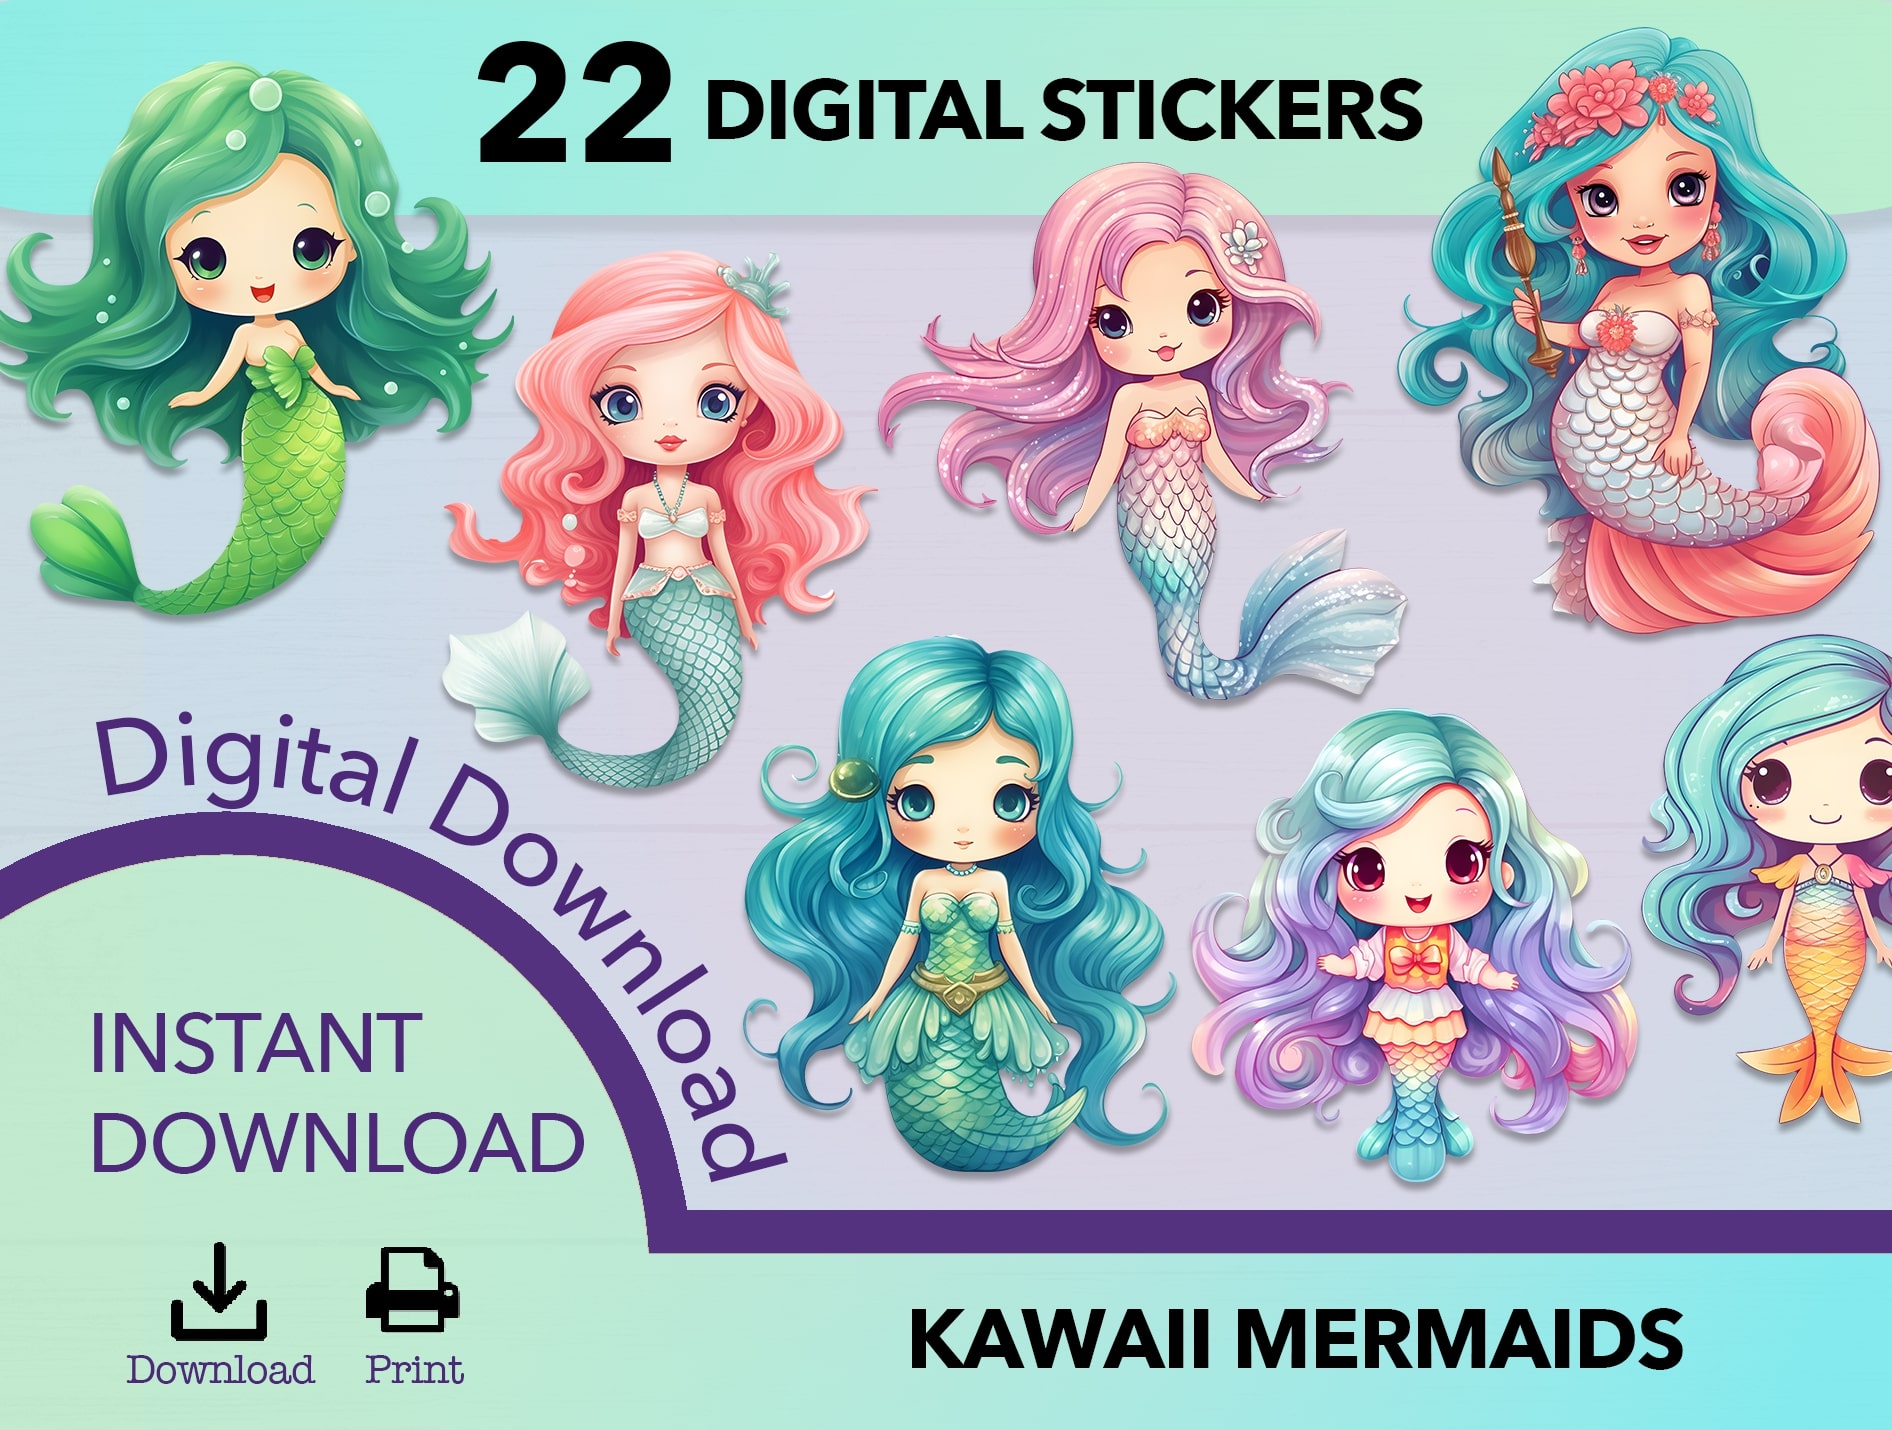 22 DIGITAL STICKERS
Digital Download
INSTANT
DOWNLOAD
Download
Print
KAWAII MERMAIDS